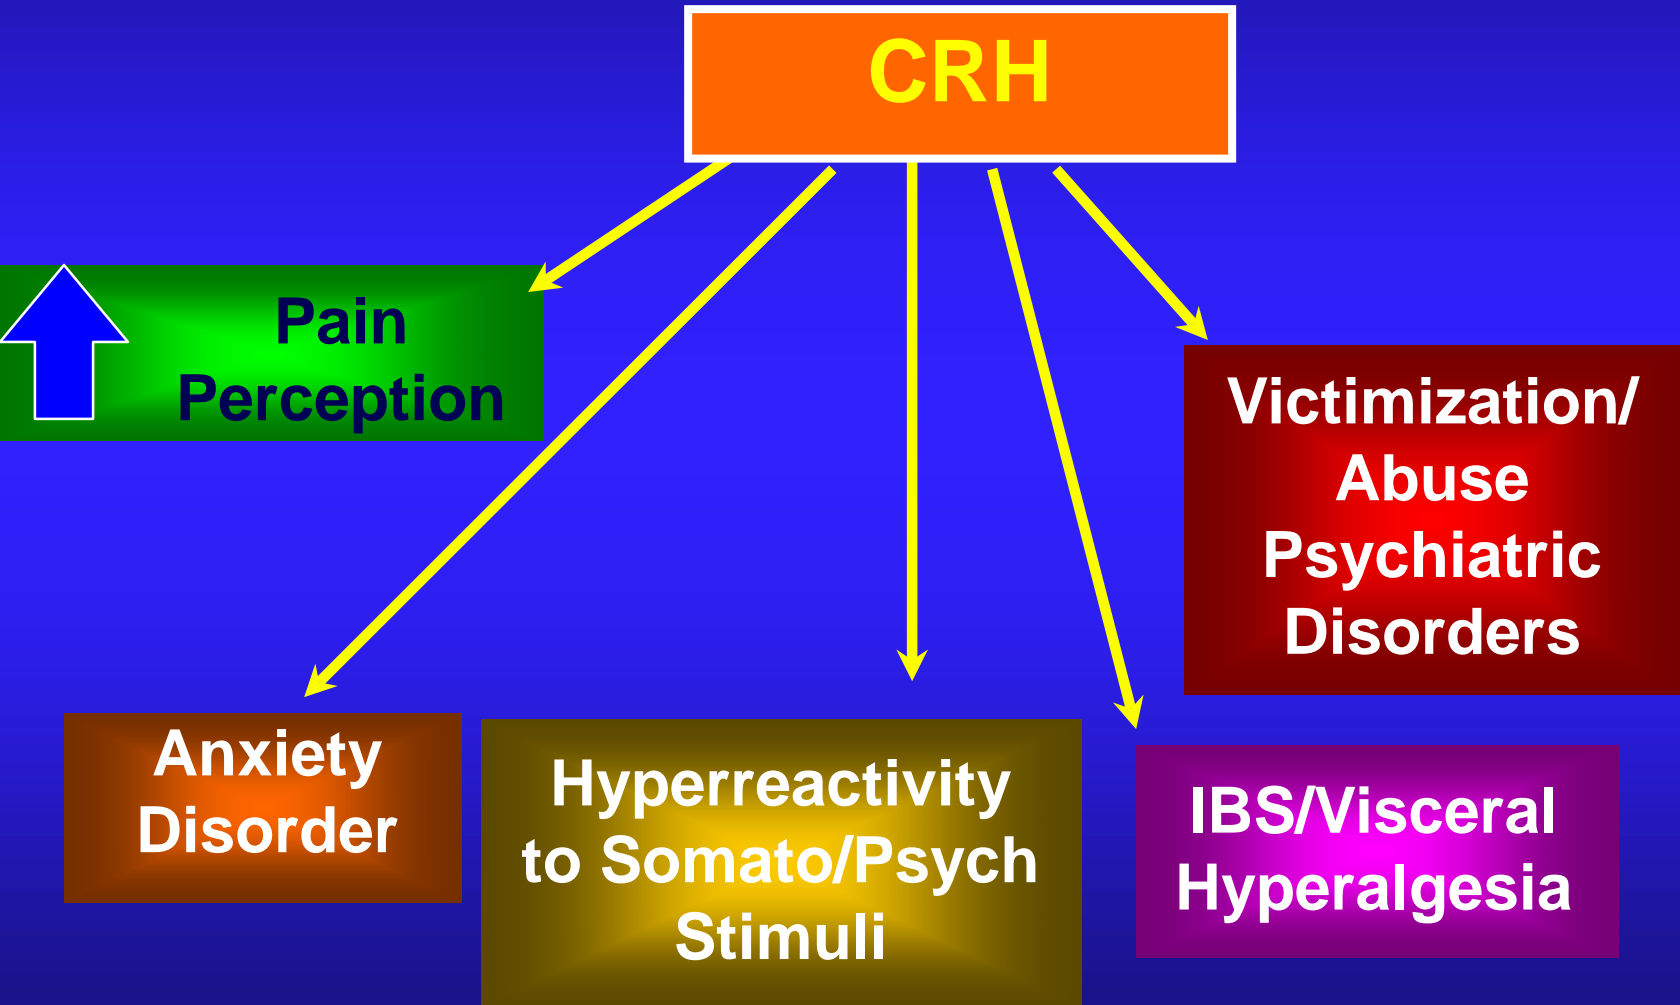 CRH
Pain
Perception
Victimization/
Abuse
Psychiatric
Disorders
Anxiety
Disorder
Hyperreactivity
to Somato/Psych
Stimuli
IBS/Visceral
Hyperalgesia